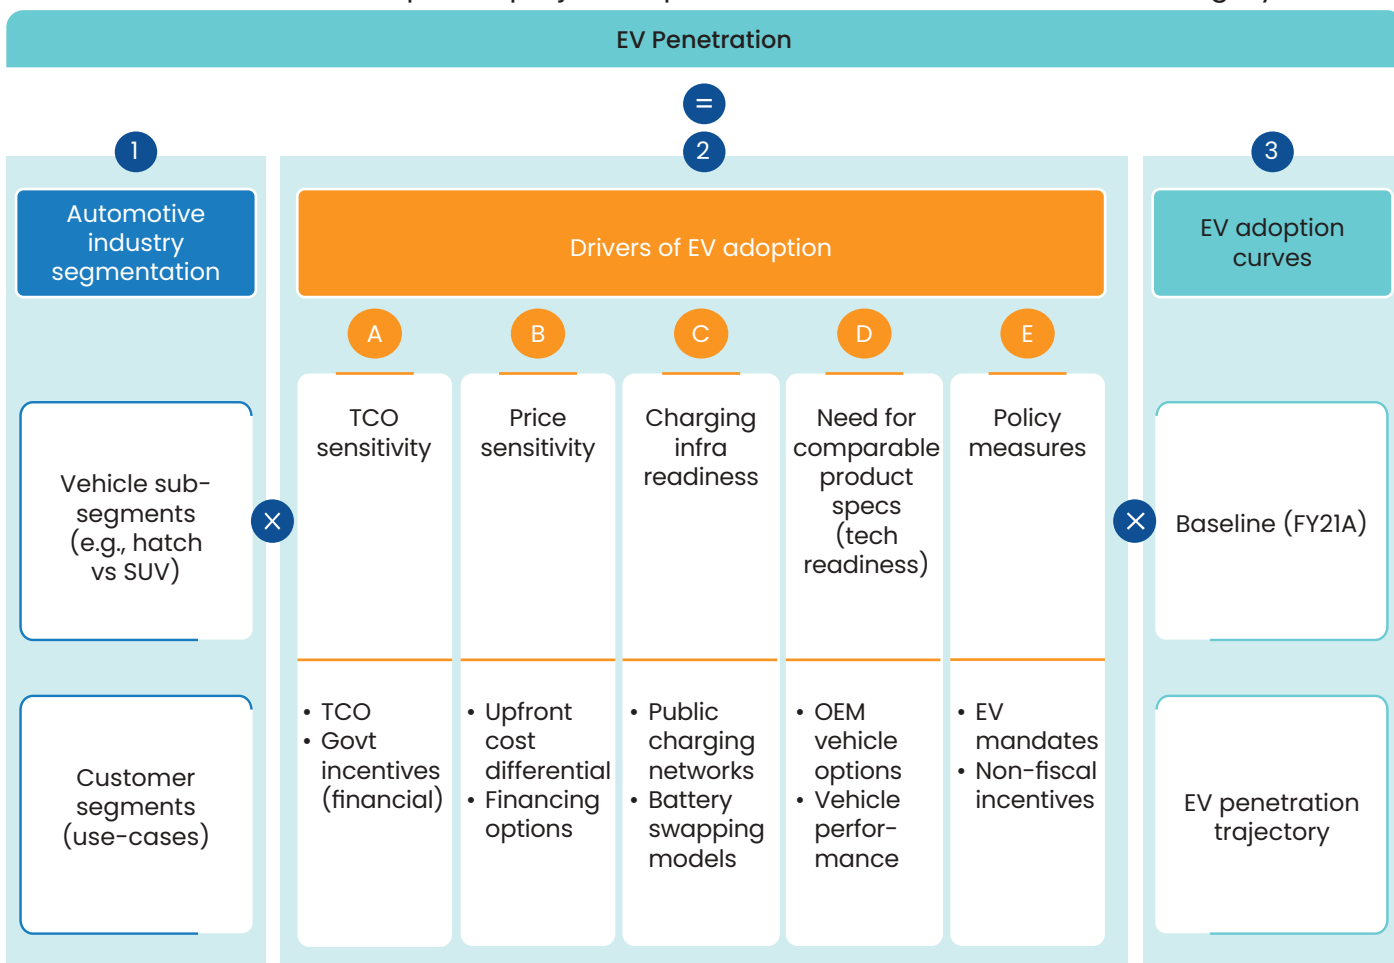 EV Penetration
=
1
2
3
Automotive
industry
segmentation
Drivers of EV adoption
EV adoption
curves
A
B
C
D
E
Vehicle sub-
segments
(e.g., hatch
vs SUV)
×
TCO
sensitivity
Price
sensitivity
Charging
infra
readiness
Need for
comparable
product
specs
(tech
readiness)
Policy
measures
×
Baseline (FY21A)
Customer
segments
(use-cases)
• TCO
• Govt
incentives
(financial)
• Upfront
cost
differential
• Financing
options
• Public
charging
networks
• Battery
swapping
models
• OEM
vehicle
options
• Vehicle
perfor-
mance
• EV
mandates
• Non-fiscal
incentives
EV penetration
trajectory